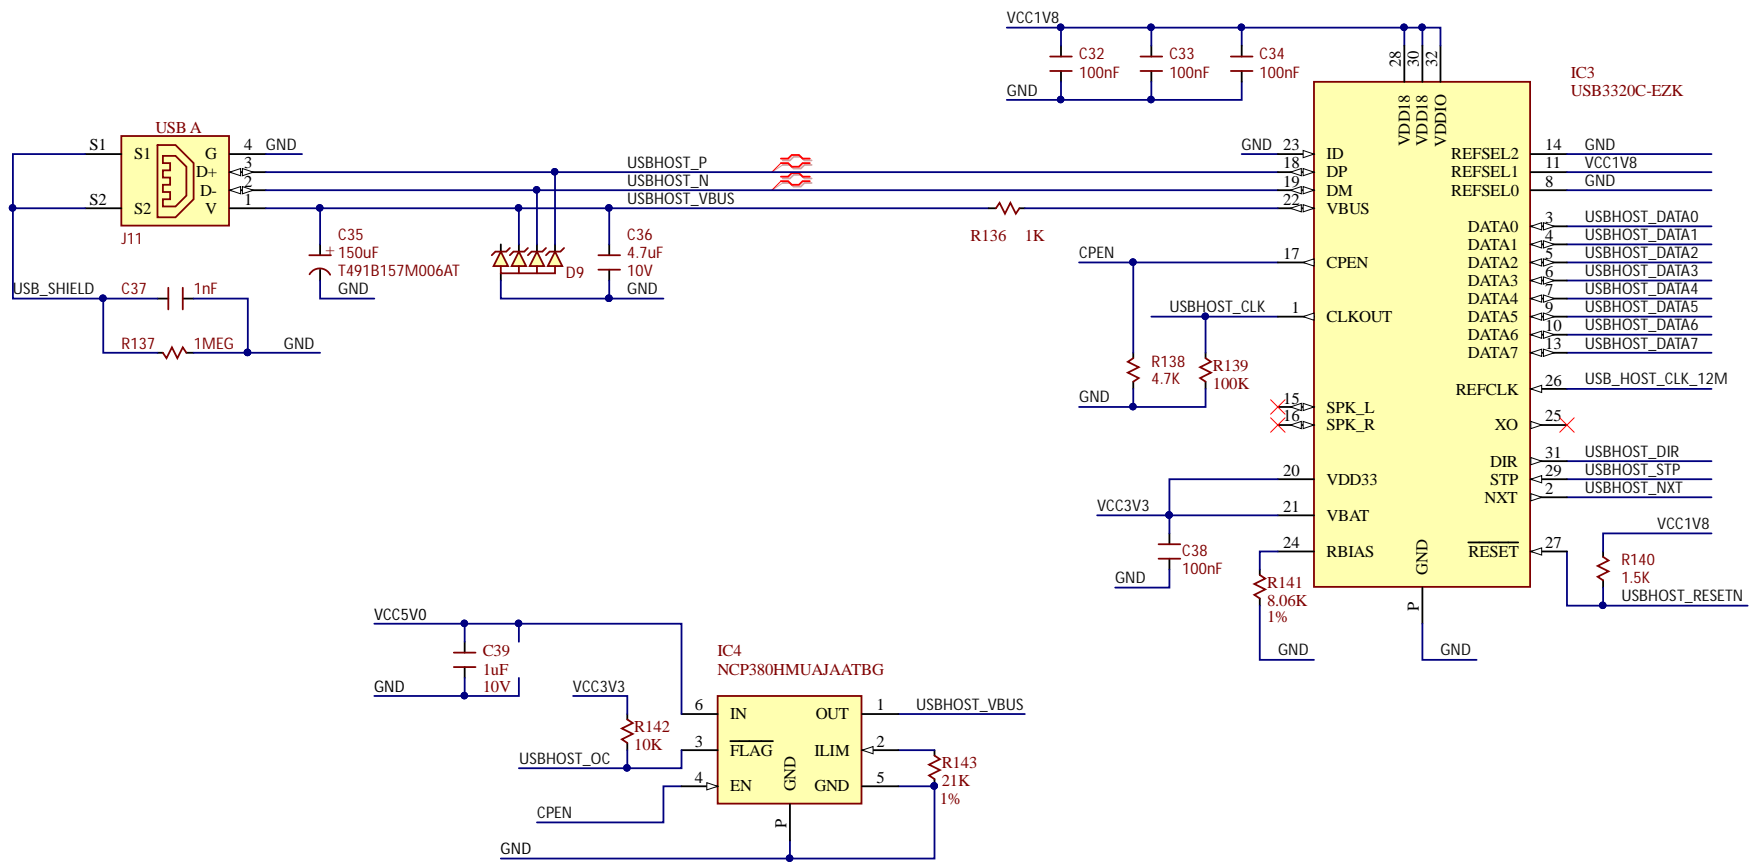 VCC1V8
C32
100nF
C33
100nF
C34
100nF
GND
28
30
32
IC3
USB3320C-EZK
VDD18
VDD18
VDDIO
USB A
S1
S1
G
4
GND
D+
3
D-
2
S2
S2
V
1
J11
USBHOST_P
USBHOST_N
USBHOST_VBUS
C35
+
150uF
T491B157M006AT
GND
D9
C36
4.7uF
10V
GND
USB_SHIELD
C37
1nF
R137
1MEG
GND
R136
1K
GND
23
ID
18
DP
19
DM
22
VBUS
CPEN
17
CPEN
USBHOST_CLK
1
CLKOUT
R138
4.7K
R139
100K
GND
15
SPK_L
16
SPK_R
20
VDD33
VCC3V3
21
VBAT
24
RBIAS
C38
100nF
GND
R141
8.06K
1%
GND
GND
P
GND
REFSEL2
14
GND
REFSEL1
11
VCC1V8
REFSEL0
8
GND
DATA0
3
USBHOST_DATA0
DATA1
4
USBHOST_DATA1
DATA2
5
USBHOST_DATA2
DATA3
6
USBHOST_DATA3
DATA4
7
USBHOST_DATA4
DATA5
9
USBHOST_DATA5
DATA6
10
USBHOST_DATA6
DATA7
13
USBHOST_DATA7
REFCLK
26
USB_HOST_CLK_12M
XO
25
DIR
31
USBHOST_DIR
STP
29
USBHOST_STP
NXT
2
USBHOST_NXT
VCC1V8
RESET
27
R140
1.5K
USBHOST_RESETN
VCC5V0
C39
1uF
10V
GND
VCC3V3
R142
10K
USBHOST_OC
CPEN
GND
IC4
NCP380HMUAJAATBG
6
IN
OUT
1
USBHOST_VBUS
3
FLAG
ILIM
2
4
EN
GND
5
GND
P
R143
21K
1%